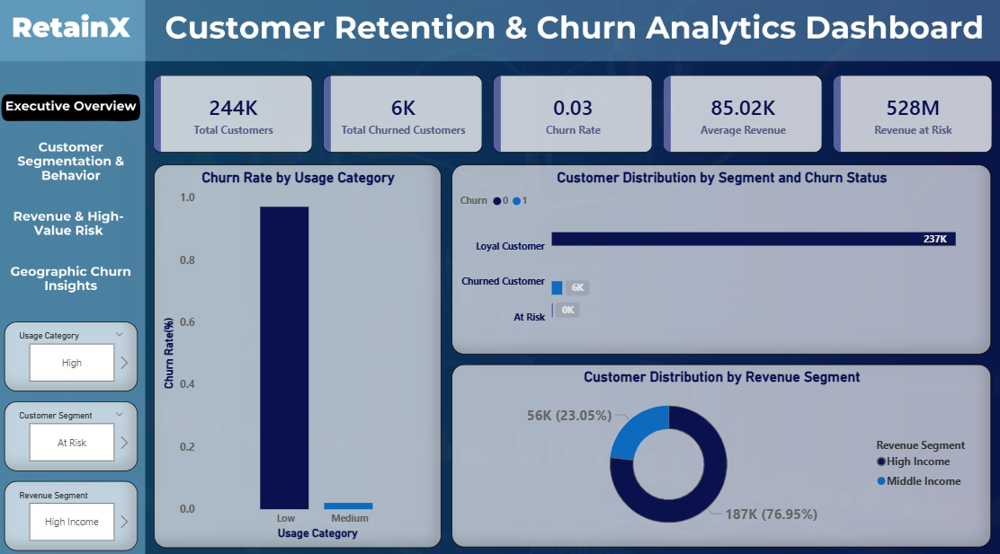 RetainX
Customer Retention & Churn Analytics Dashboard
Executive Overview
Customer
Segmentation &
Behavior
Revenue & High-
Value Risk
Geographic Churn
Insights
Usage Category
High
Customer Segment
At Risk
Revenue Segment
High Income
244K
Total Customers
6K
Total Churned Customers
0.03
Churn Rate
85.02K
Average Revenue
528M
Revenue at Risk
Churn Rate by Usage Category
Churn Rate(%)
1.0
0.8
0.6
0.4
0.2
0.0
Low
Medium
Usage Category
Customer Distribution by Segment and Churn Status
Churn 0 1
Loyal Customer
237K
Churned Customer
6K
At Risk
0K
Customer Distribution by Revenue Segment
56K (23.05%)
187K (76.95%)
Revenue Segment
High Income
Middle Income